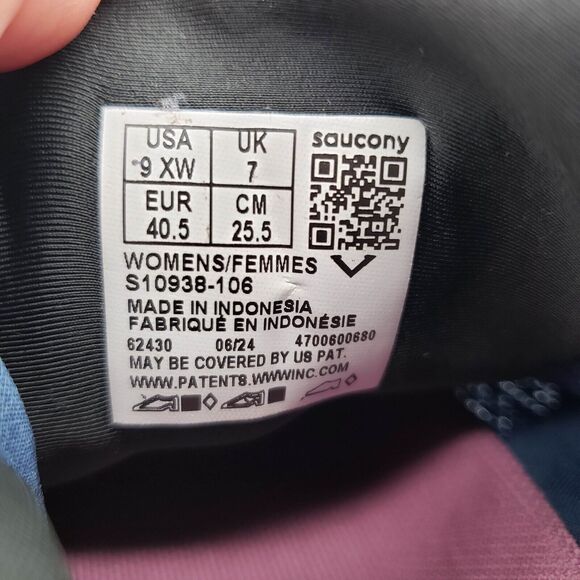 USA UK saucony
9 XW 7
EUR CM
40.5 25.5
WOMENS/FEMMES
S10938-106
MADE IN INDONESIA
FABRIQUÉ EN INDONÉSIE
62430 06/24 4700600680
MAY BE COVERED BY US PAT.
WWW.PATENTS.WWWINC.COM